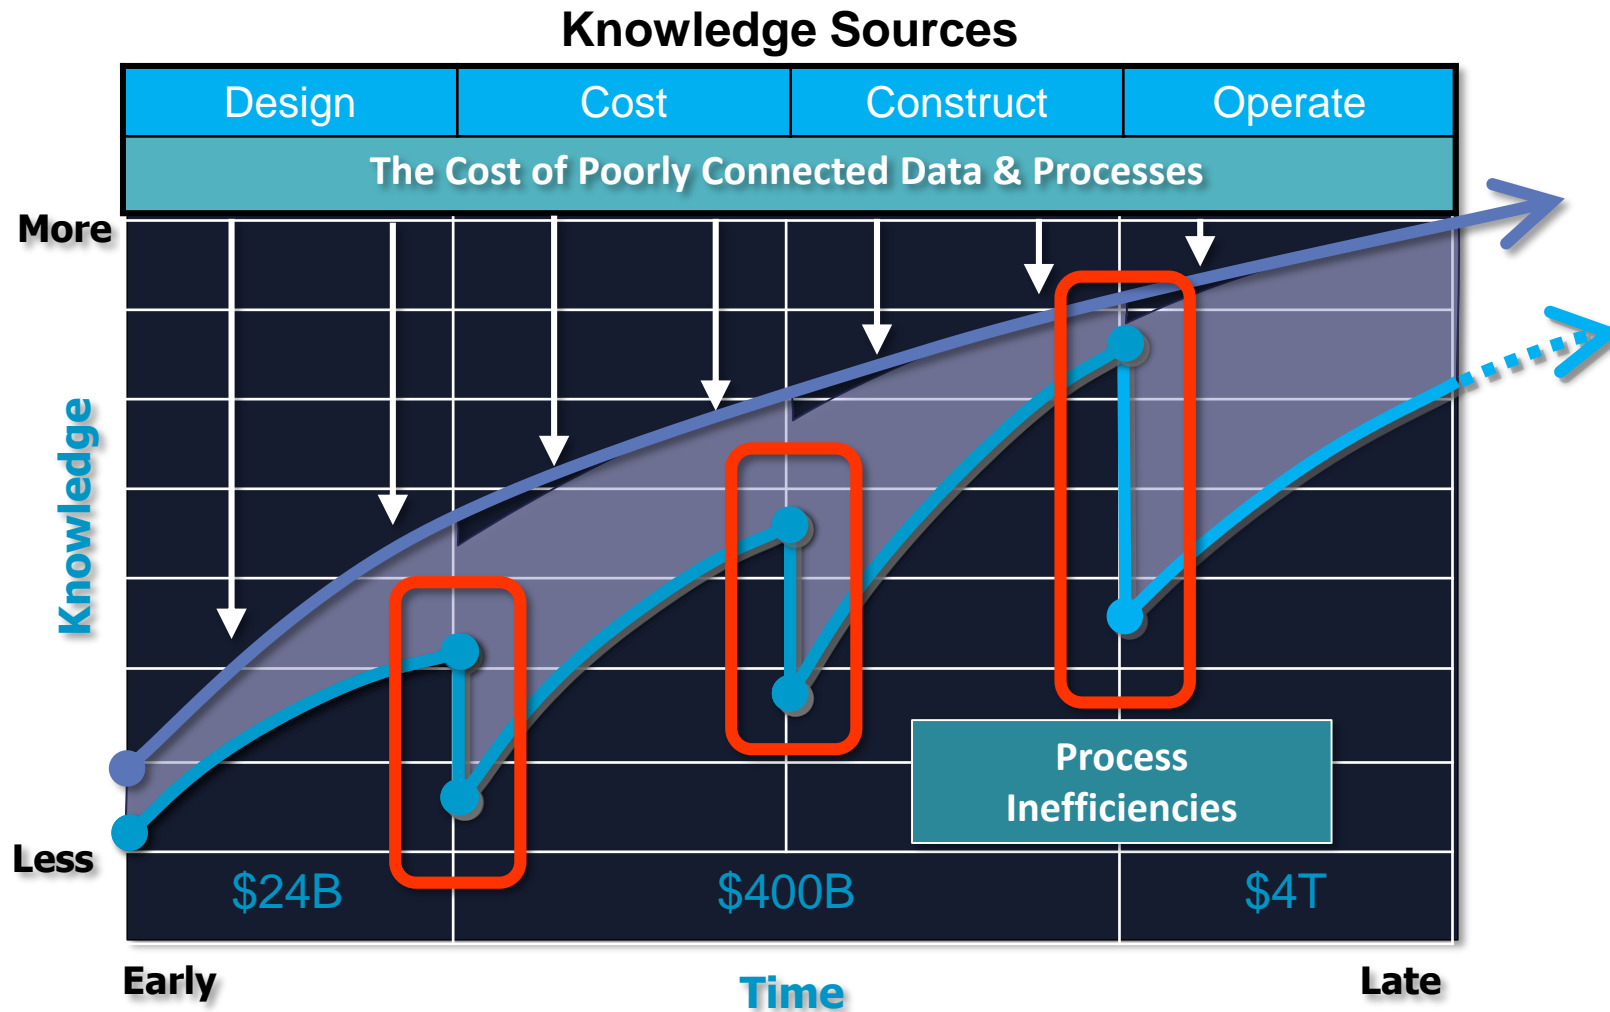 Knowledge Sources
Design
Cost
Construct
Operate
The Cost of Poorly Connected Data & Processes
More
Knowledge
Process
Inefficiencies
Less
$24B
$400B
$4T
Early
Time
Late